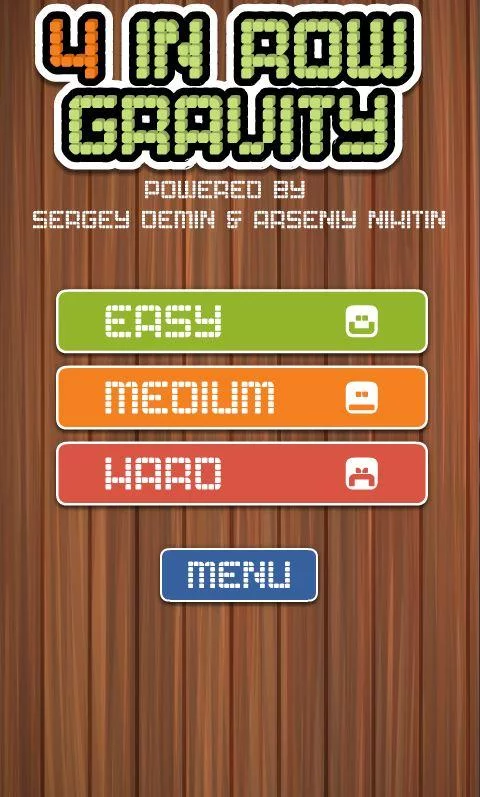 4 IN ROW
GRAVITY
POWERED BY
SERGEY DEMIN & ARSENIY NIKITIN
EASY
MEDIUM
HARD
MENU